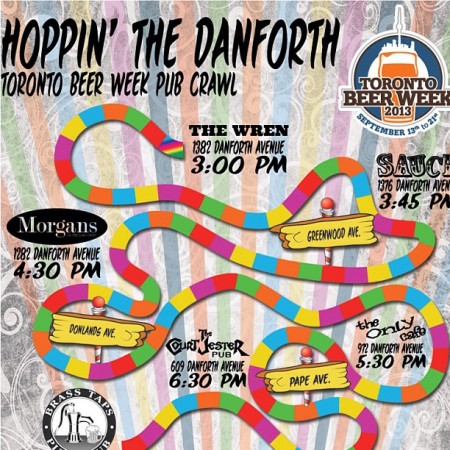 HOPPIN' THE DANFORTH
TORONTO BEER WEEK PUB CRAWL
TORONTO
BEER WEEK
2013
SEPTEMBER 13th to 21st
THE WREN
1382 DANFORTH AVENUE
3:00 PM
SAUCE
1376 DANFORTH AVENU
3:45 PM
GREENWOOD AVE.
Morgans
1282 DANFORTH AVENUE
4:30 PM
DONLANDS AVE.
The
Court Jester
PUB
609 DANFORTH AVENUE
6:30 PM
the Only
Cafe
972 DANFORTH AVENUE
5:30 PM
PAPE AVE.
BRASS TAPS